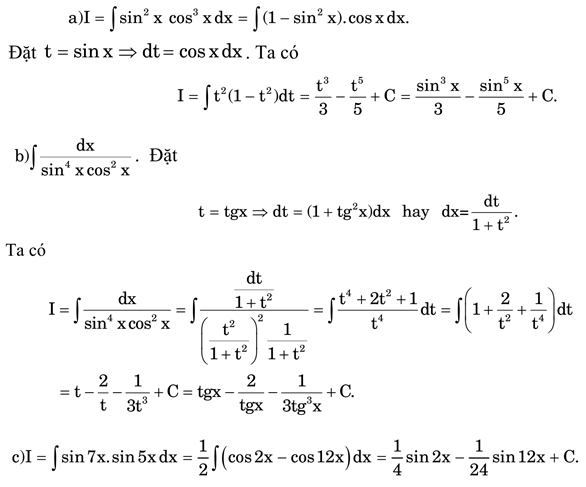 a)I = ∫sin² x cos³ x dx = ∫(1 − sin² x).cos x dx.
Đặt t = sin x ⇒ dt = cos x dx . Ta có
I = ∫t²(1 − t²)dt = t³/3 − t⁵/5 + C = sin³ x/3 − sin⁵ x/5 + C.
b)∫ dx/(sin⁴ x cos² x) . Đặt
t = tgx ⇒ dt = (1 + tg²x)dx hay dx= dt/(1 + t²) .
Ta có
I = ∫ dx/(sin⁴ x cos² x) = ∫ (dt/(1 + t²))/((t²/(1 + t²))² 1/(1 + t²)) = ∫ (t⁴ + 2t² + 1)/t⁴ dt = ∫(1 + 2/t² + 1/t⁴)dt
= t − 2/t − 1/3t³ + C = tgx − 2/tgx − 1/3tg³x + C.
c)I = ∫sin 7x. sin 5x dx = 1/2 ∫(cos 2x − cos 12x) dx = 1/4 sin 2x − 1/24 sin 12x + C.